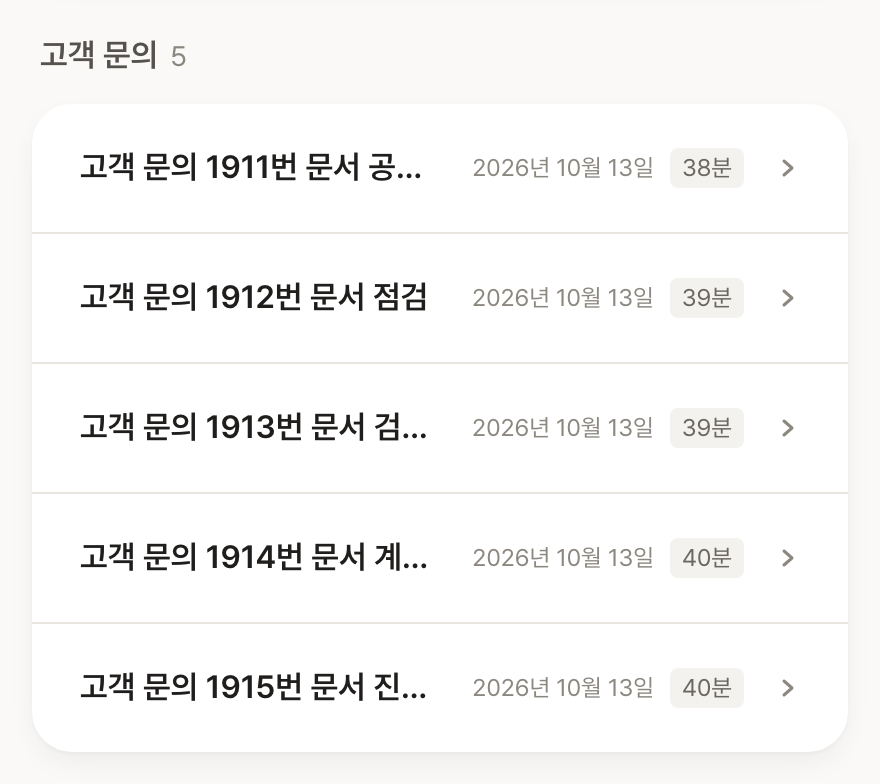 고객 문의 5
고객 문의 1911번 문서 공... 2026년 10월 13일 38분
고객 문의 1912번 문서 점검 2026년 10월 13일 39분
고객 문의 1913번 문서 검... 2026년 10월 13일 39분
고객 문의 1914번 문서 계... 2026년 10월 13일 40분
고객 문의 1915번 문서 진... 2026년 10월 13일 40분